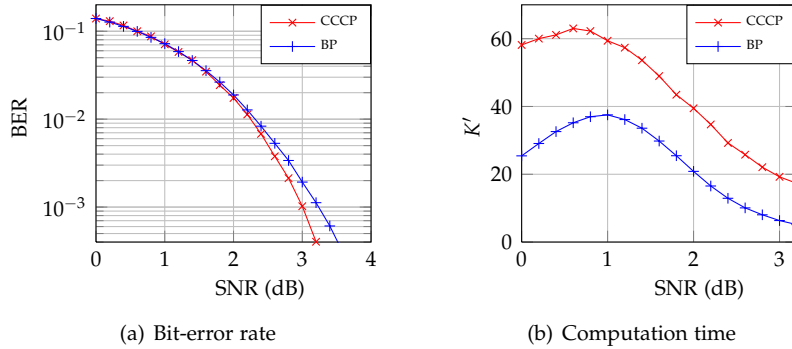 BER
10⁻¹
10⁻²
10⁻³
0 1 2 3 4
SNR (dB)
CCCP
BP
(a) Bit-error rate
K′
60
40
20
0
0 1 2 3
SNR (dB)
CCCP
BP
(b) Computation time